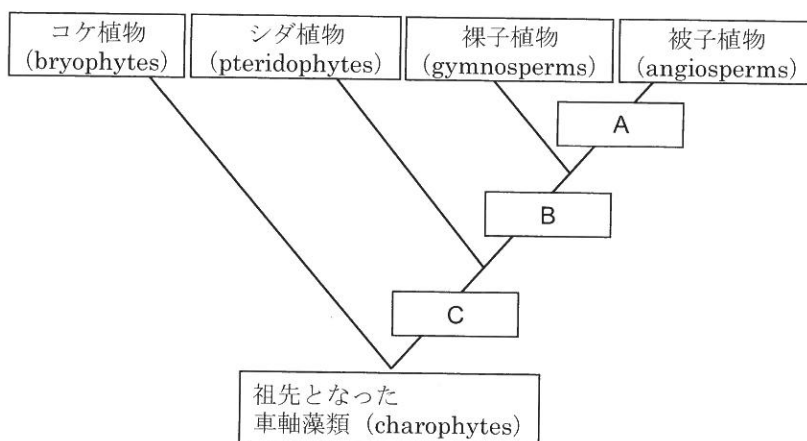 コケ植物
(bryophytes)
シダ植物
(pteridophytes)
裸子植物
(gymnosperms)
被子植物
(angiosperms)
A
B
C
祖先となった
車軸藻類 (charophytes)